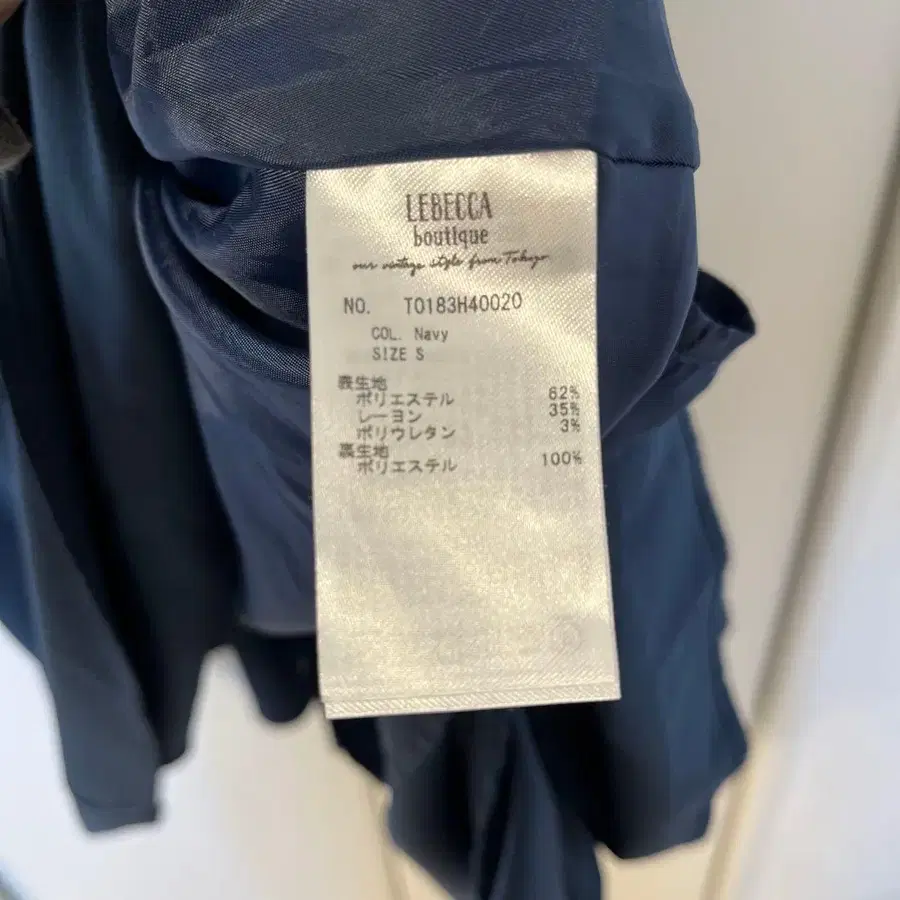 LEBECCA
boutique
our vintage style from Tokyo
NO. T0183H40020
COL. Navy
SIZE S
表生地
ポリエステル 62%
レーヨン 35%
ポリウレタン 3%
裏生地
ポリエステル 100%